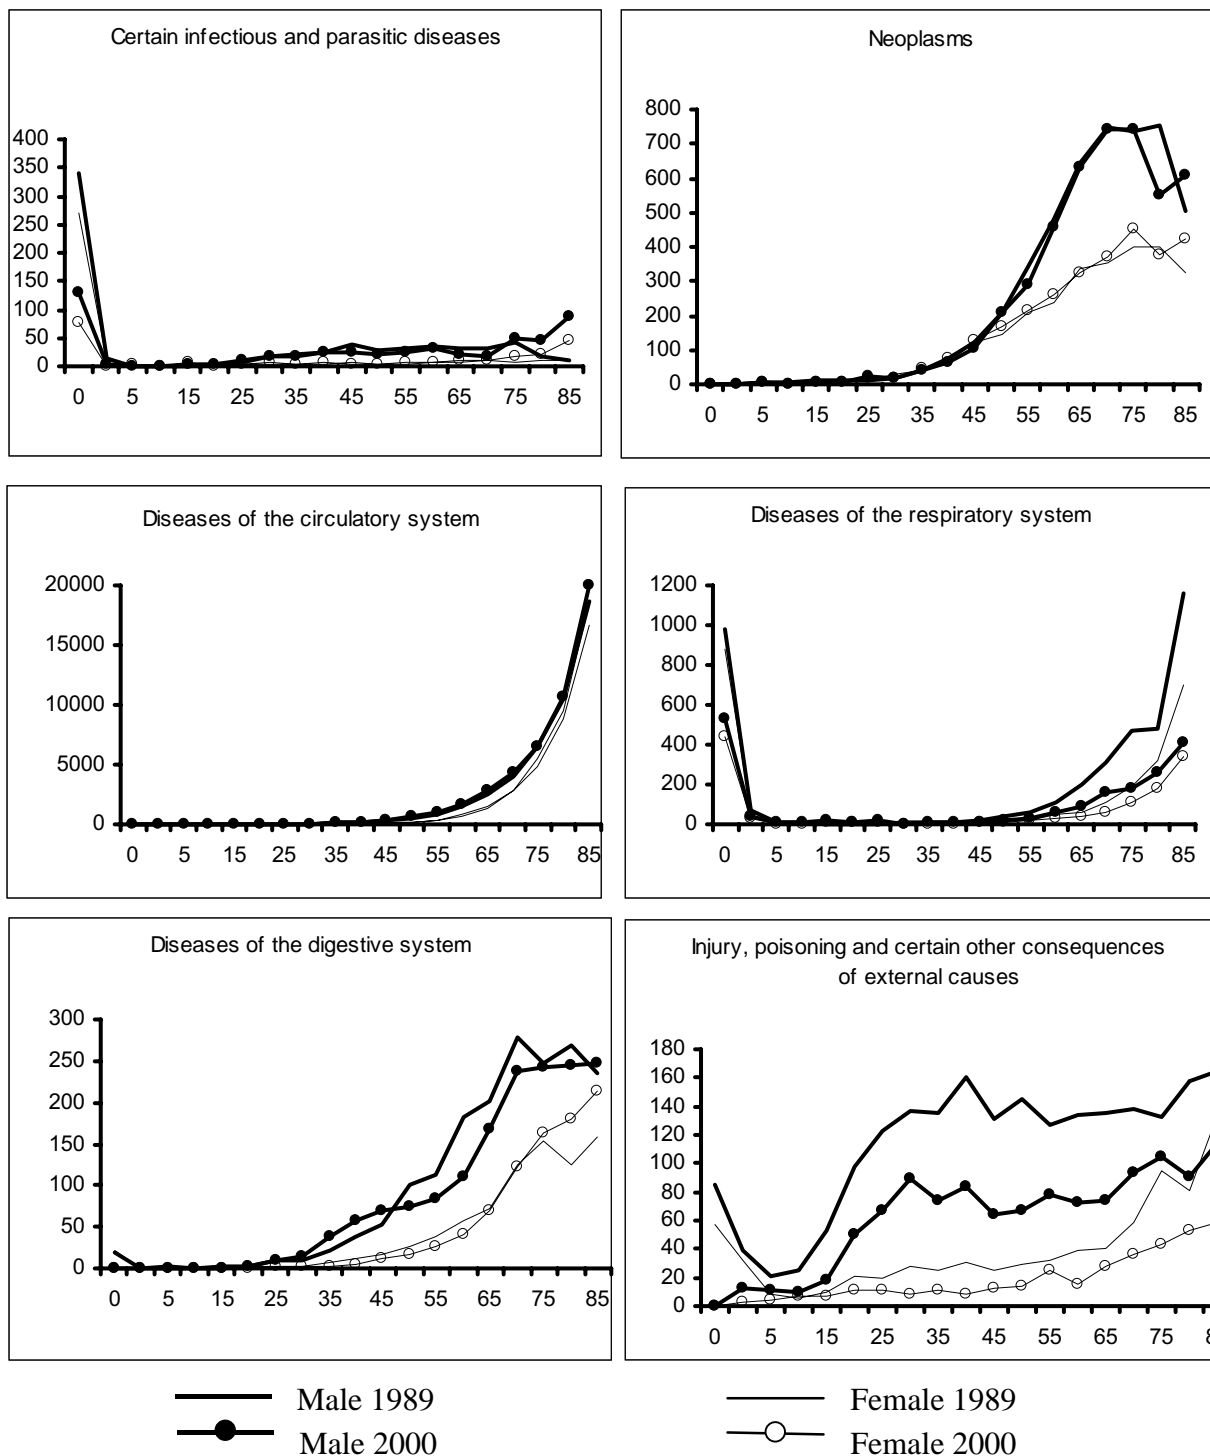 Certain infectious and parasitic diseases
400
350
300
250
200
150
100
50
0
0 5 15 25 35 45 55 65 75 85
Neoplasms
800
700
600
500
400
300
200
100
0
0 5 15 25 35 45 55 65 75 85
Diseases of the circulatory system
20000
15000
10000
5000
0
0 5 15 25 35 45 55 65 75 85
Diseases of the respiratory system
1200
1000
800
600
400
200
0
0 5 15 25 35 45 55 65 75 85
Diseases of the digestive system
300
250
200
150
100
50
0
0 5 15 25 35 45 55 65 75 85
Injury, poisoning and certain other consequences
of external causes
180
160
140
120
100
80
60
40
20
0
0 5 15 25 35 45 55 65 75
Male 1989
Female 1989
Male 2000
Female 2000